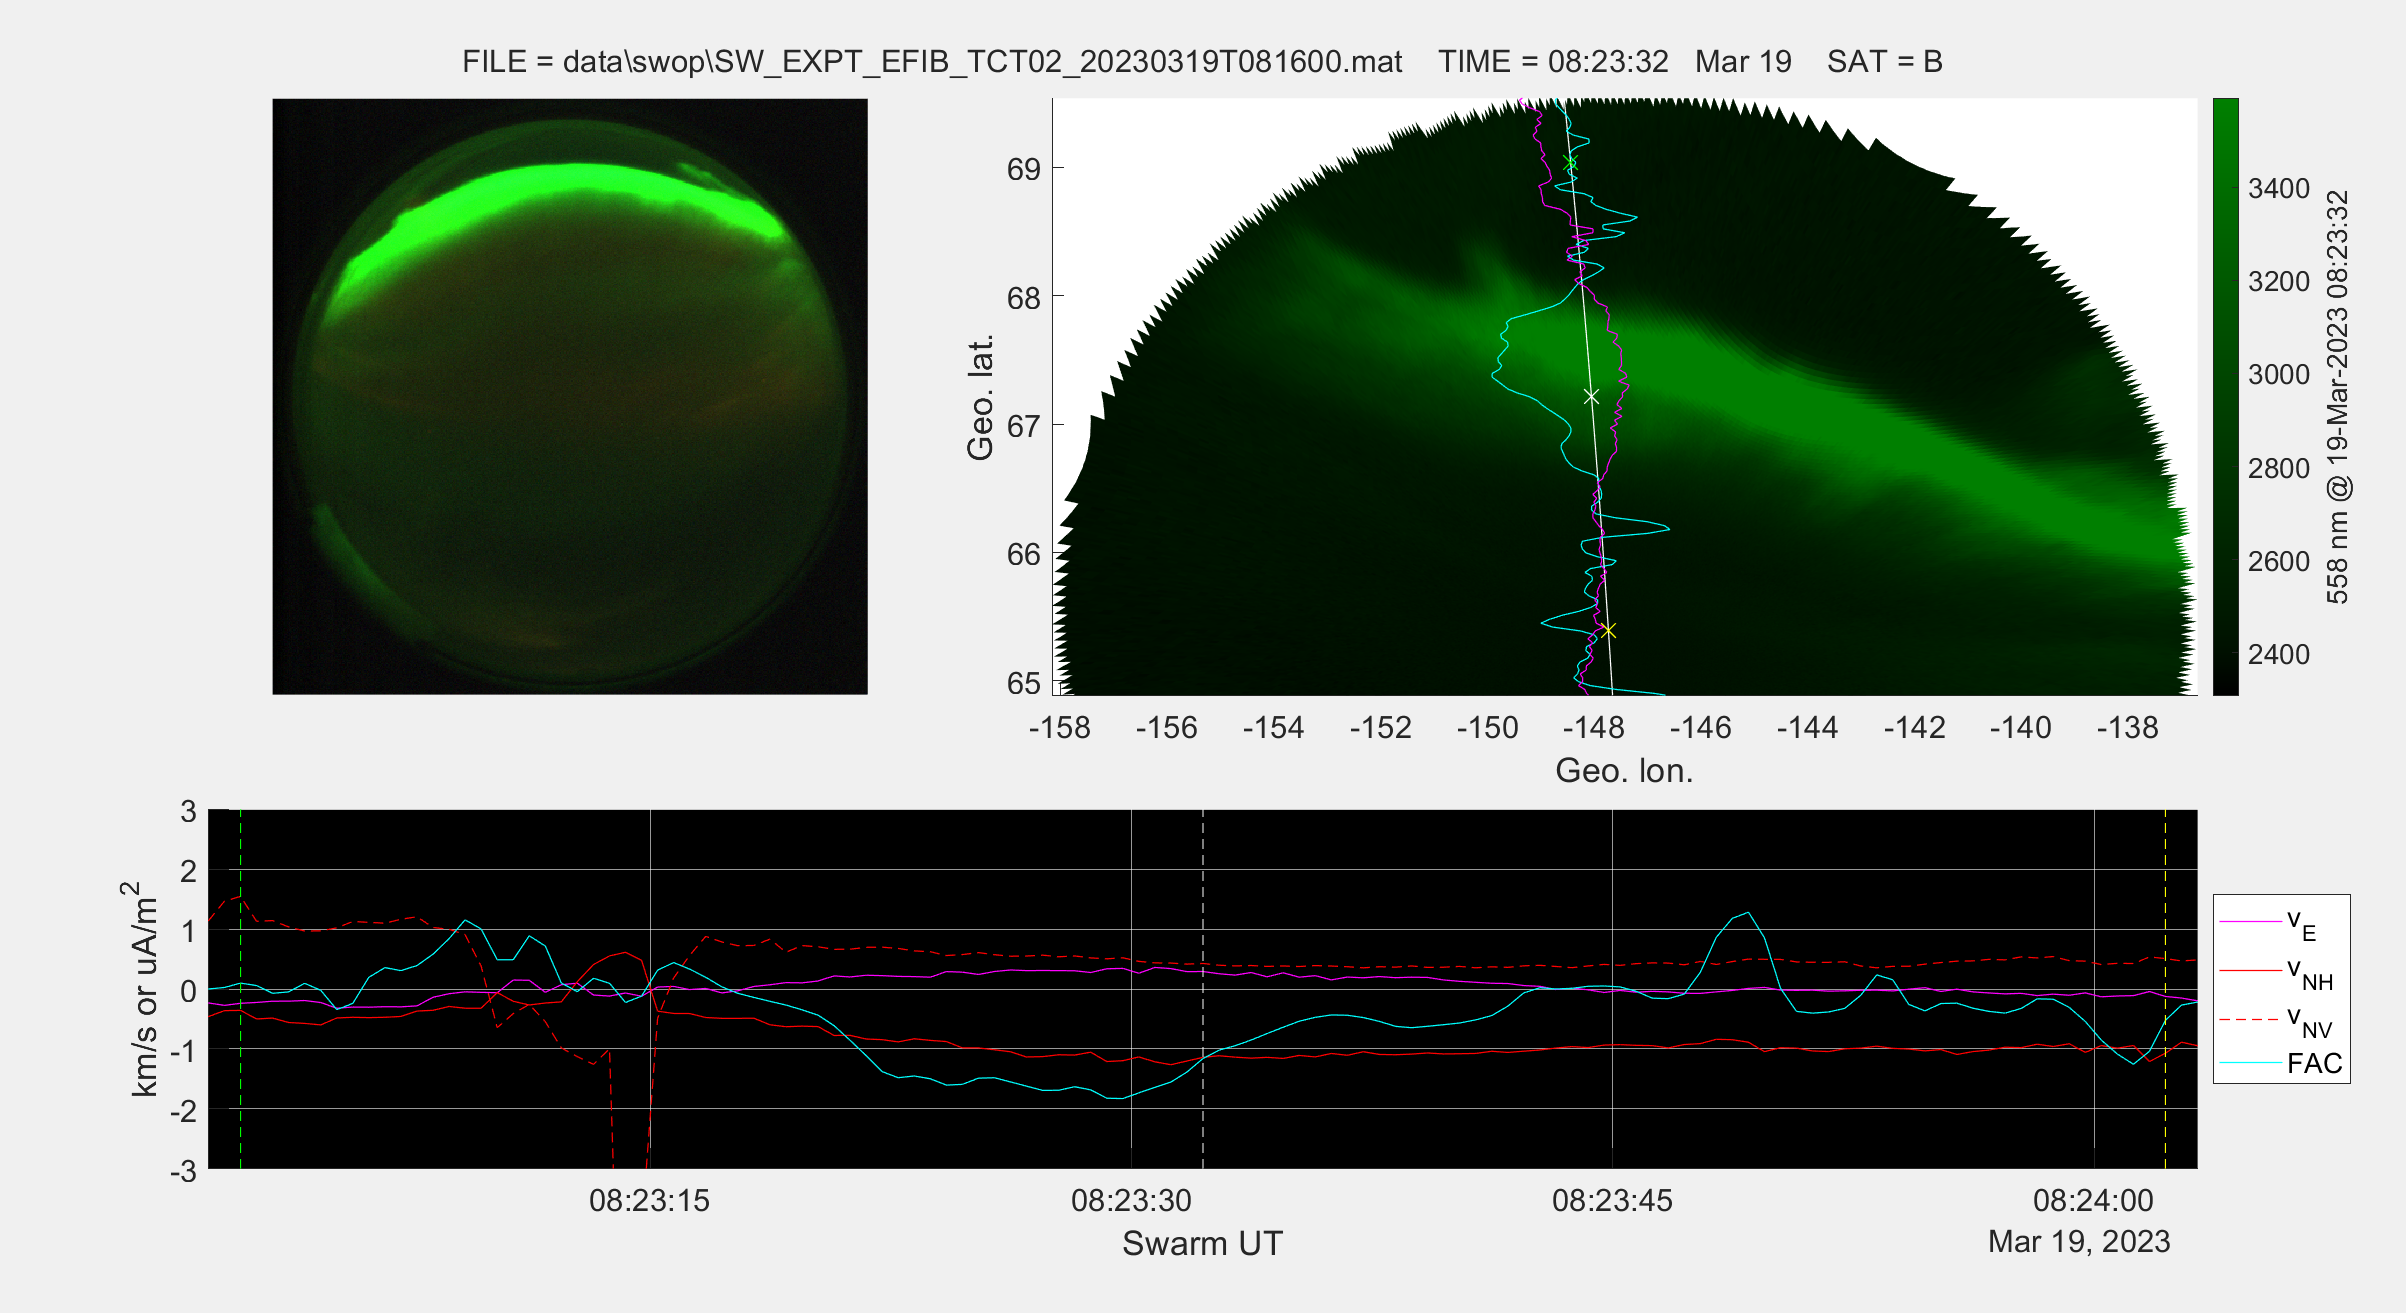 FILE = data\swop\SW_EXPT_EFIB_TCT02_20230319T081600.mat    TIME = 08:23:32   Mar 19    SAT = B
69
68
67
66
65
Geo. lat.
-158 -156 -154 -152 -150 -148 -146 -144 -142 -140 -138
Geo. lon.
3400
3200
3000
2800
2600
2400
558 nm @ 19-Mar-2023 08:23:32
3
2
1
0
-1
-2
-3
km/s or uA/m2
08:23:15 08:23:30 08:23:45 08:24:00
Swarm UT
Mar 19, 2023
vE
vNH
vNV
FAC